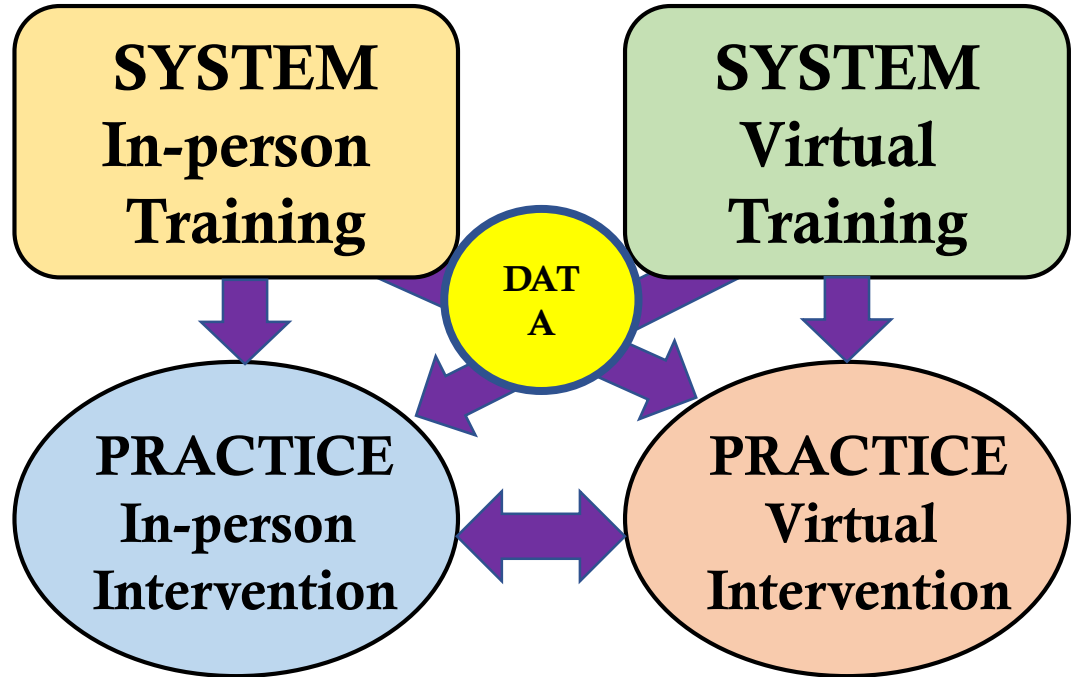 SYSTEM
In-person
Training
SYSTEM
Virtual
Training
DAT
A
PRACTICE
In-person
Intervention
PRACTICE
Virtual
Intervention